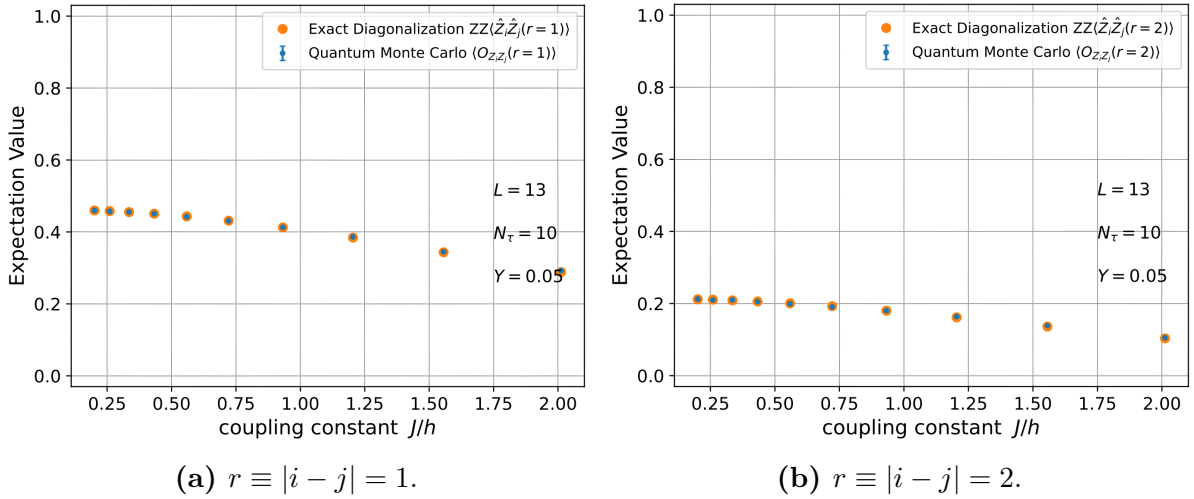 1.0
0.8
0.6
0.4
0.2
0.0
Expectation Value
Exact Diagonalization ZZ⟨ẐᵢẐⱼ(r = 1)⟩
Quantum Monte Carlo ⟨O_{ZᵢZⱼ}(r = 1)⟩
L = 13
N_τ = 10
Y = 0.05
0.25 0.50 0.75 1.00 1.25 1.50 1.75 2.00
coupling constant J/h
(a) r ≡ |i − j| = 1.
1.0
0.8
0.6
0.4
0.2
0.0
Expectation Value
Exact Diagonalization ZZ⟨ẐᵢẐⱼ(r = 2)⟩
Quantum Monte Carlo ⟨O_{ZᵢZⱼ}(r = 2)⟩
L = 13
N_τ = 10
Y = 0.05
0.25 0.50 0.75 1.00 1.25 1.50 1.75 2.00
coupling constant J/h
(b) r ≡ |i − j| = 2.